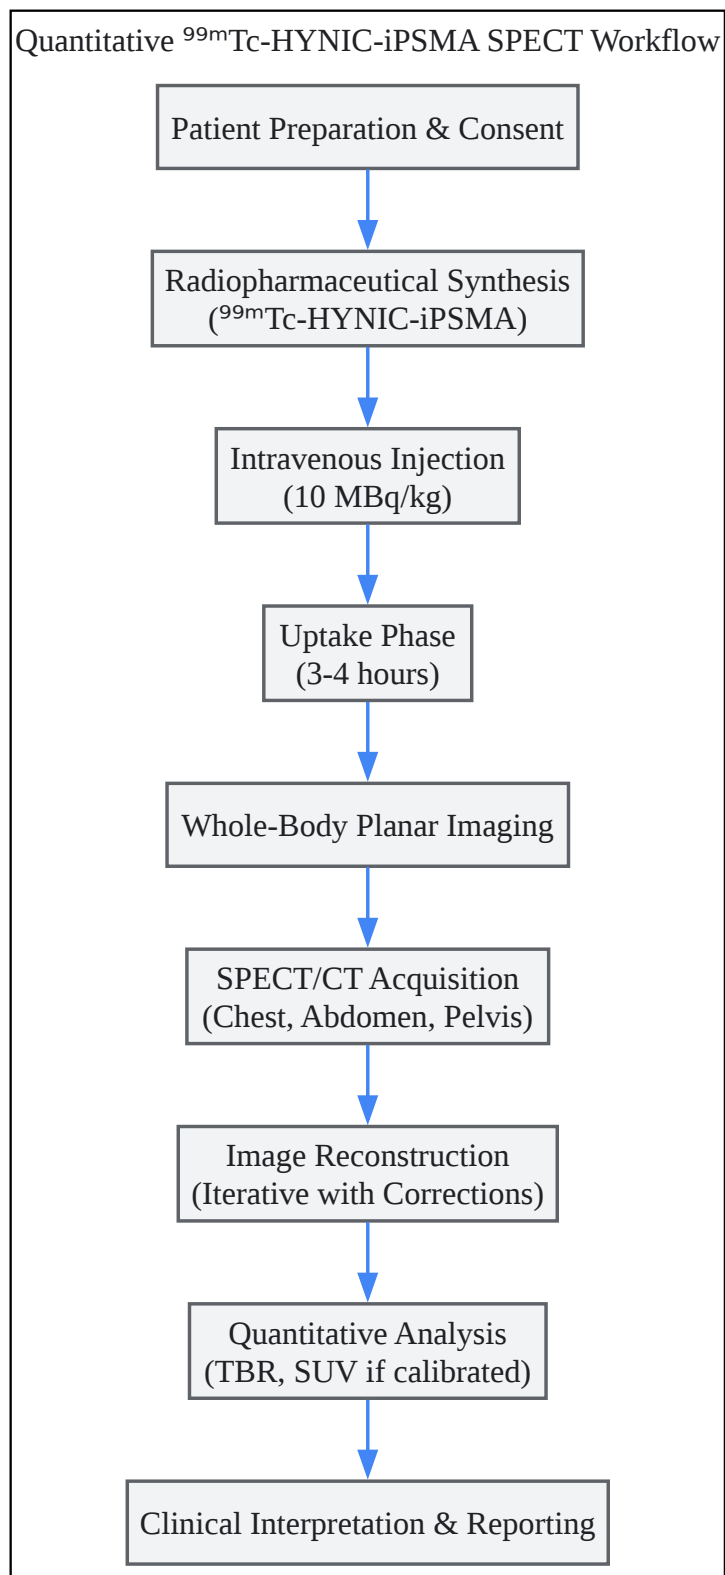 Quantitative ⁹⁹ᵐTc-HYNIC-iPSMA SPECT Workflow
Patient Preparation & Consent
Radiopharmaceutical Synthesis
(⁹⁹ᵐTc-HYNIC-iPSMA)
Intravenous Injection
(10 MBq/kg)
Uptake Phase
(3-4 hours)
Whole-Body Planar Imaging
SPECT/CT Acquisition
(Chest, Abdomen, Pelvis)
Image Reconstruction
(Iterative with Corrections)
Quantitative Analysis
(TBR, SUV if calibrated)
Clinical Interpretation & Reporting